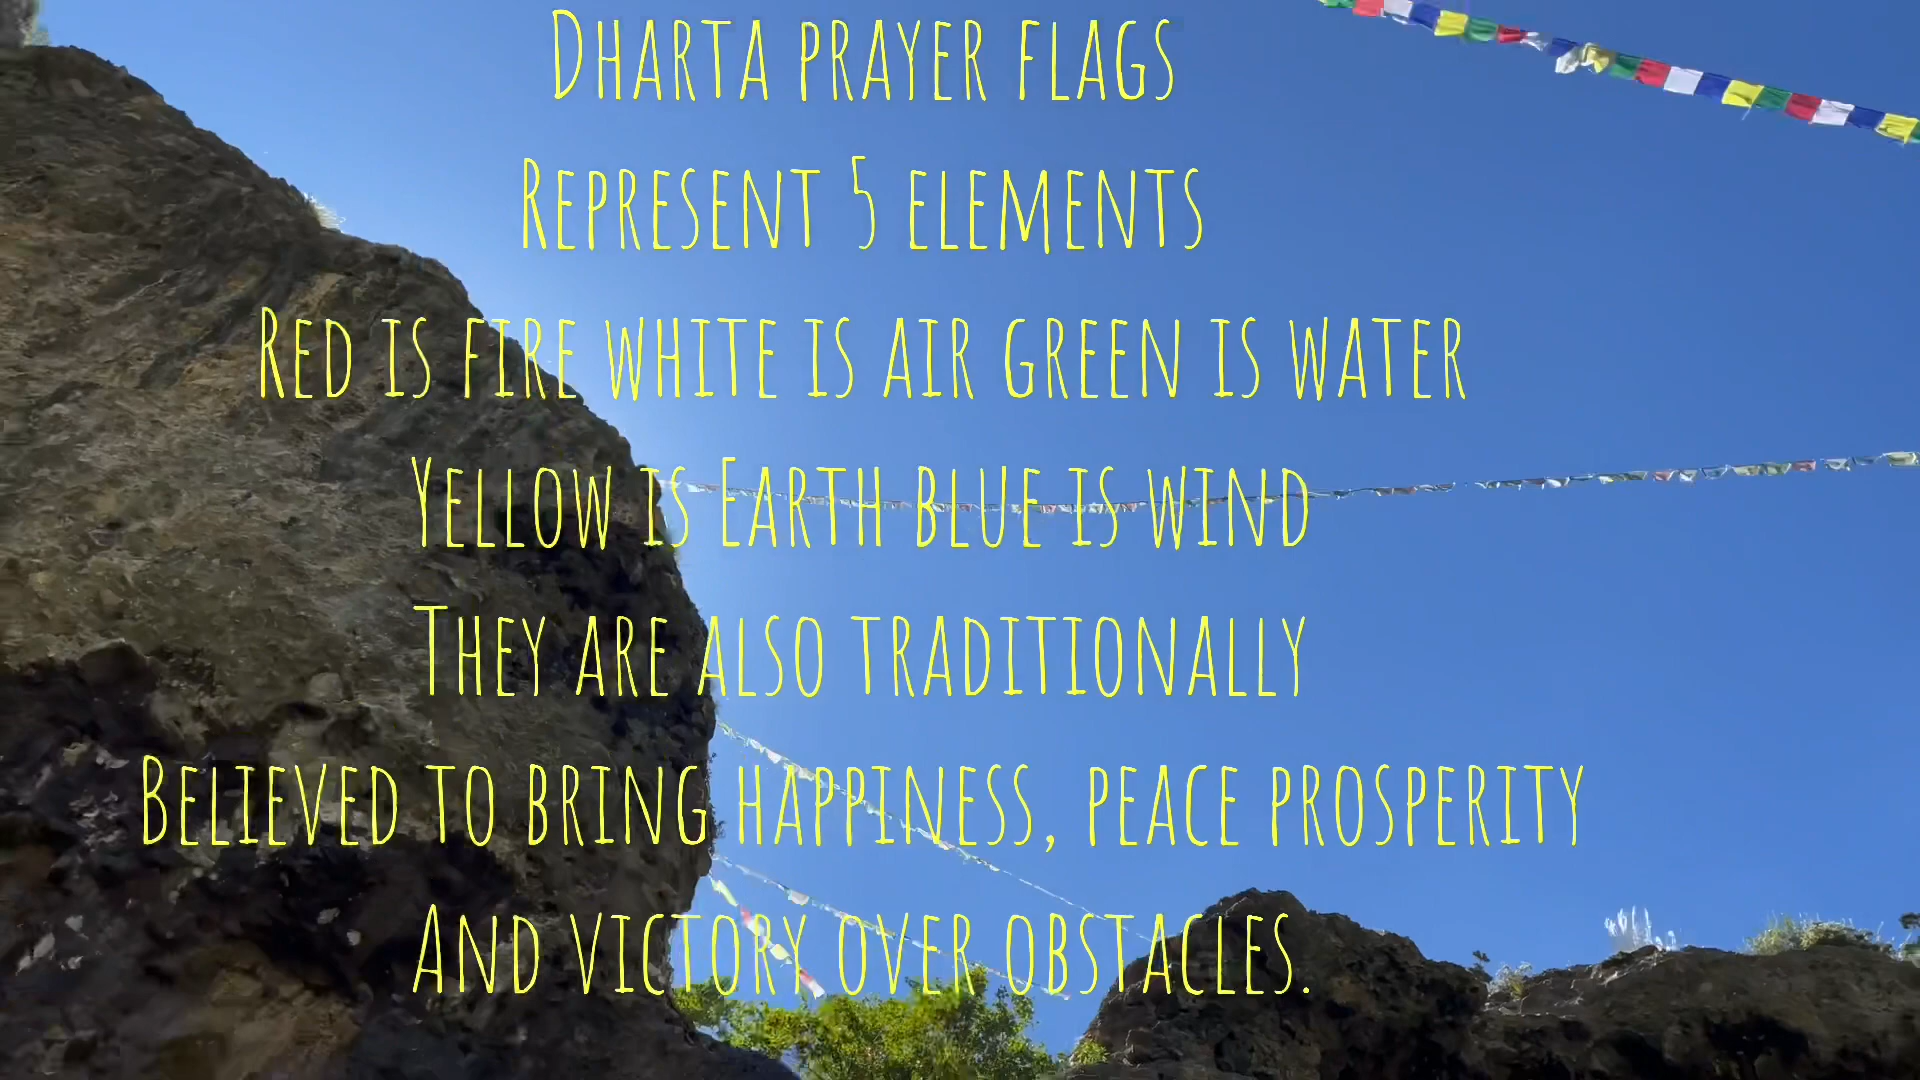 Dharta prayer flags
Represent 5 elements
Red is fire white is air green is water
Yellow is Earth blue is wind
They are also traditionally
Believed to bring happiness, peace prosperity
And victory over obstacles.